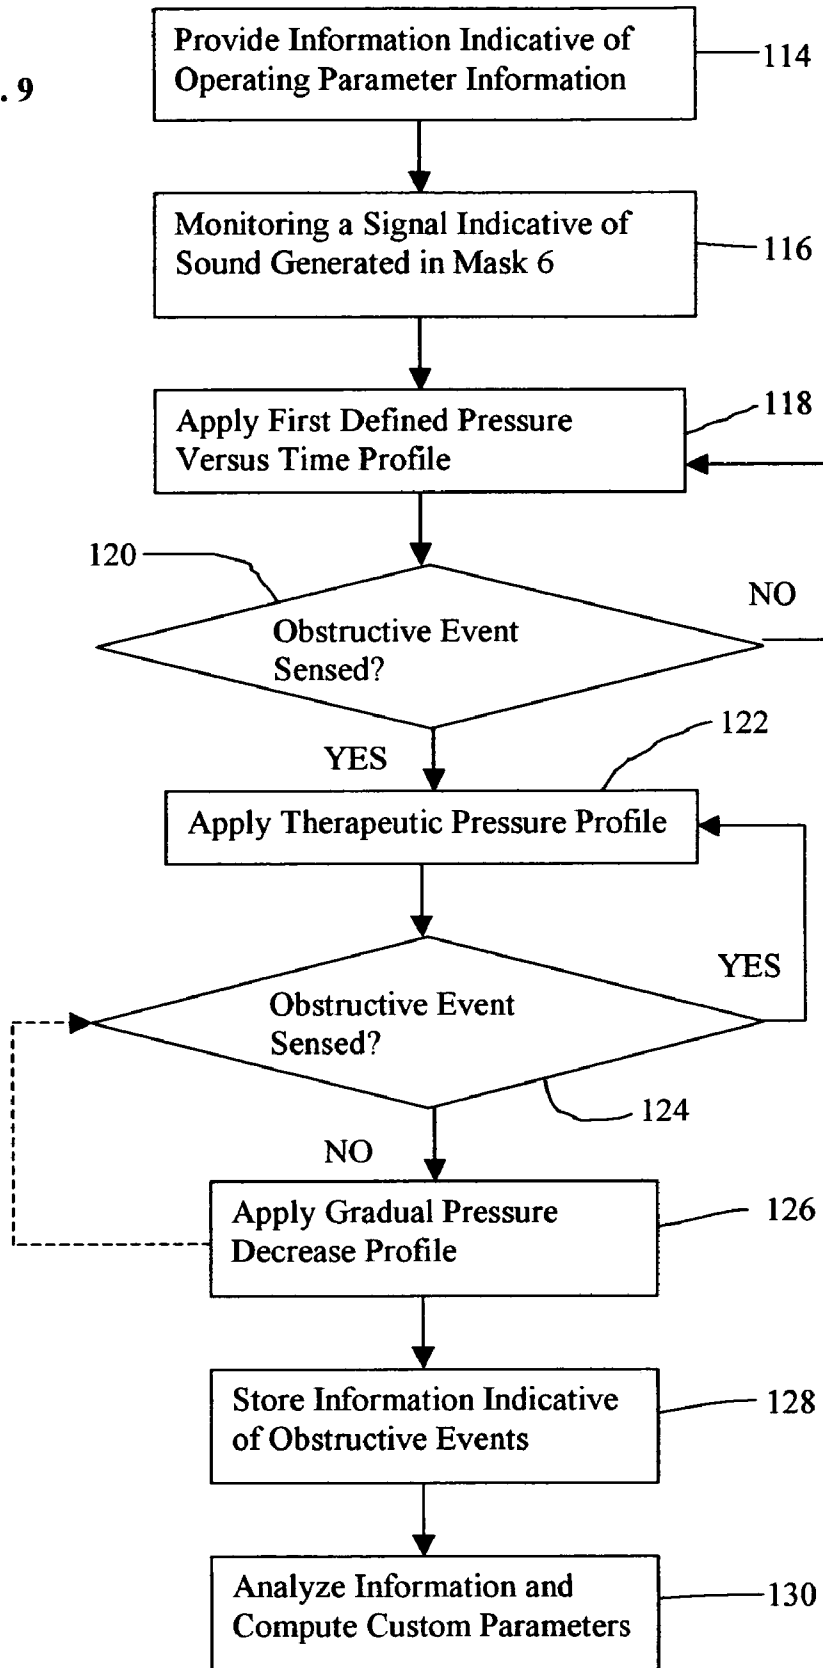 Provide Information Indicative of
Operating Parameter Information
114
. 9
Monitoring a Signal Indicative of
Sound Generated in Mask 6
116
Apply First Defined Pressure
Versus Time Profile
118
120
Obstructive Event
Sensed?
NO
YES
122
Apply Therapeutic Pressure Profile
Obstructive Event
Sensed?
YES
124
NO
Apply Gradual Pressure
Decrease Profile
126
Store Information Indicative
of Obstructive Events
128
Analyze Information and
Compute Custom Parameters
130